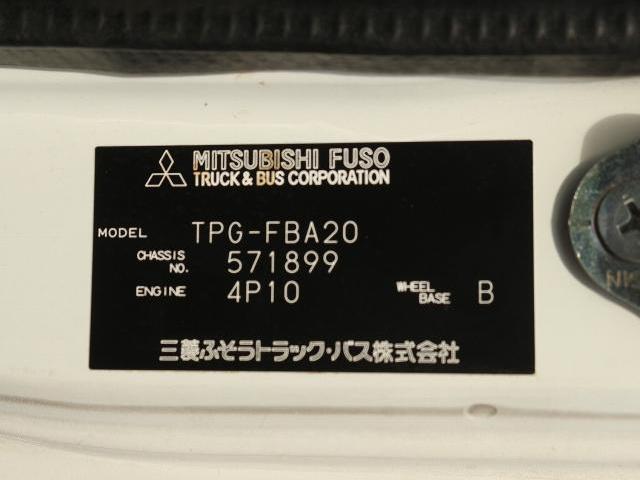 MITSUBISHI FUSO
TRUCK & BUS CORPORATION
MODEL TPG-FBA20
CHASSIS NO. 571899
ENGINE 4P10 WHEEL BASE B
三菱ふそうトラック・バス株式会社